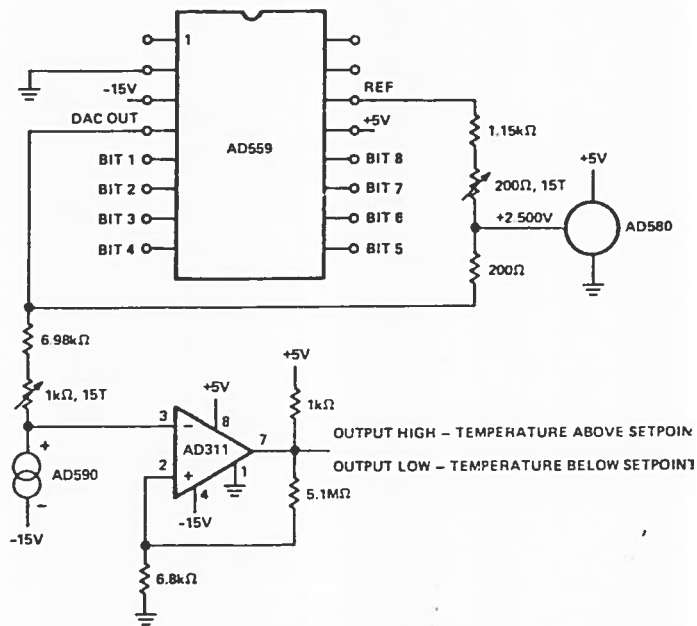 1
-15V
REF
DAC OUT
+5V
AD559
BIT 1
BIT 8
BIT 2
BIT 7
BIT 3
BIT 6
BIT 4
BIT 5
1.15kΩ
200Ω, 15T
+5V
+2.500V
AD580
200Ω
6.98kΩ
1kΩ, 15T
+
AD590
-
-15V
+5V
3
-
8
AD311
7
2
+
4
1
-15V
+5V
1kΩ
OUTPUT HIGH – TEMPERATURE ABOVE SETPOIN
OUTPUT LOW – TEMPERATURE BELOW SETPOINT
5.1MΩ
6.8kΩ